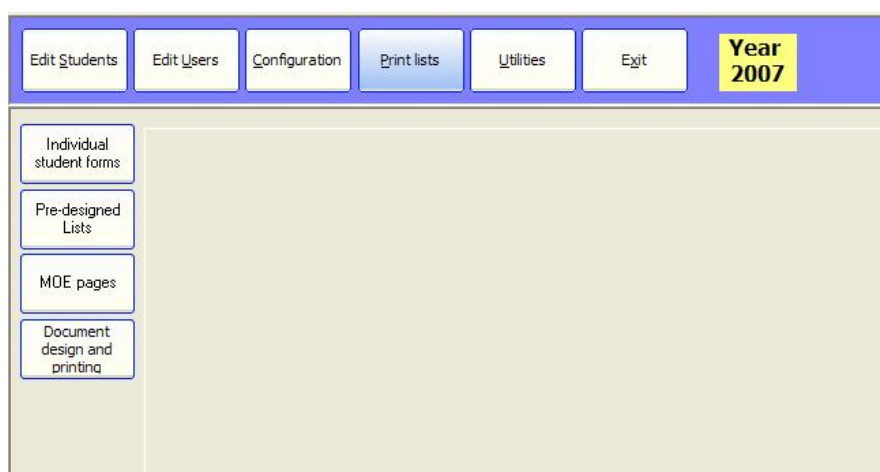 Edit Students
Edit Users
Configuration
Print lists
Utilities
Exit
Year
2007
Individual
student forms
Pre-designed
Lists
MOE pages
Document
design and
printing